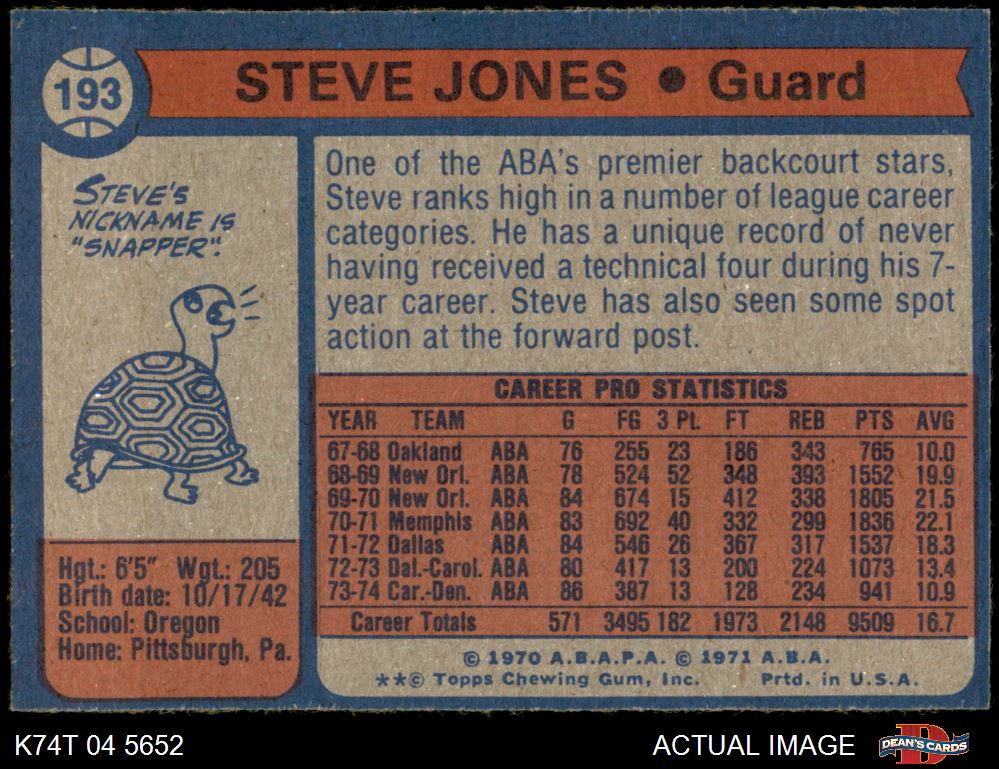 193
STEVE JONES • Guard
STEVE'S
NICKNAME IS
"SNAPPER".
One of the ABA's premier backcourt stars,
Steve ranks high in a number of league career
categories. He has a unique record of never
having received a technical four during his 7-
year career. Steve has also seen some spot
action at the forward post.
Hgt.: 6'5" Wgt.: 205
Birth date: 10/17/42
School: Oregon
Home: Pittsburgh, Pa.
CAREER PRO STATISTICS
YEAR TEAM G FG 3 Pt. FT REB PTS AVG
67-68 Oakland ABA 76 255 23 186 343 765 10.0
68-69 New Orl. ABA 78 524 52 348 393 1552 19.9
69-70 New Orl. ABA 84 674 15 412 338 1805 21.5
70-71 Memphis ABA 83 692 40 332 299 1836 22.1
71-72 Dallas ABA 84 546 26 367 317 1537 18.3
72-73 Dal.-Carol. ABA 80 417 13 200 224 1073 13.4
73-74 Car.-Den. ABA 86 387 13 128 234 941 10.9
Career Totals 571 3495 182 1973 2148 9509 16.7
© 1970 A.B.A.P.A. © 1971 A.B.A.
**© Topps Chewing Gum, Inc. Prtd. in U.S.A.
K74T 04 5652
ACTUAL IMAGE
DEAN'S CARDS